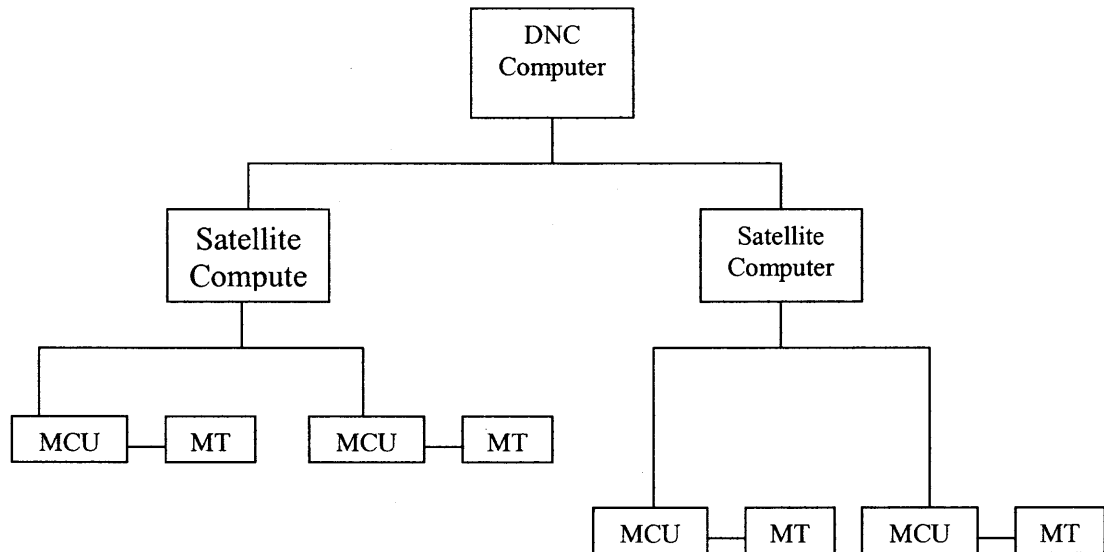 DNC
Computer
Satellite
Compute
Satellite
Computer
MCU
MT
MCU
MT
MCU
MT
MCU
MT